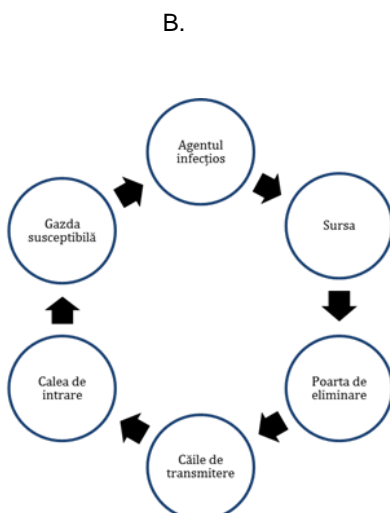 B.
Agentul
infecțios
Sursa
Poarta de
eliminare
Căile de
transmitere
Calea de
intrare
Gazda
susceptibilă